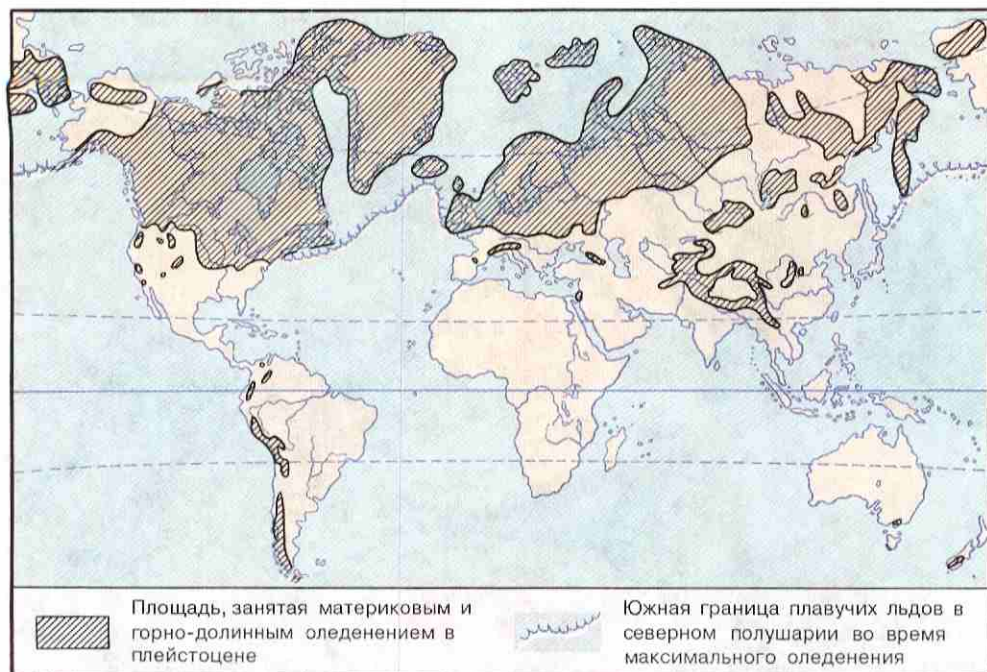 Площадь, занятая материковым и
горно-долинным оледенением в
плейстоцене
Южная граница плавучих льдов в
северном полушарии во время
максимального оледенения